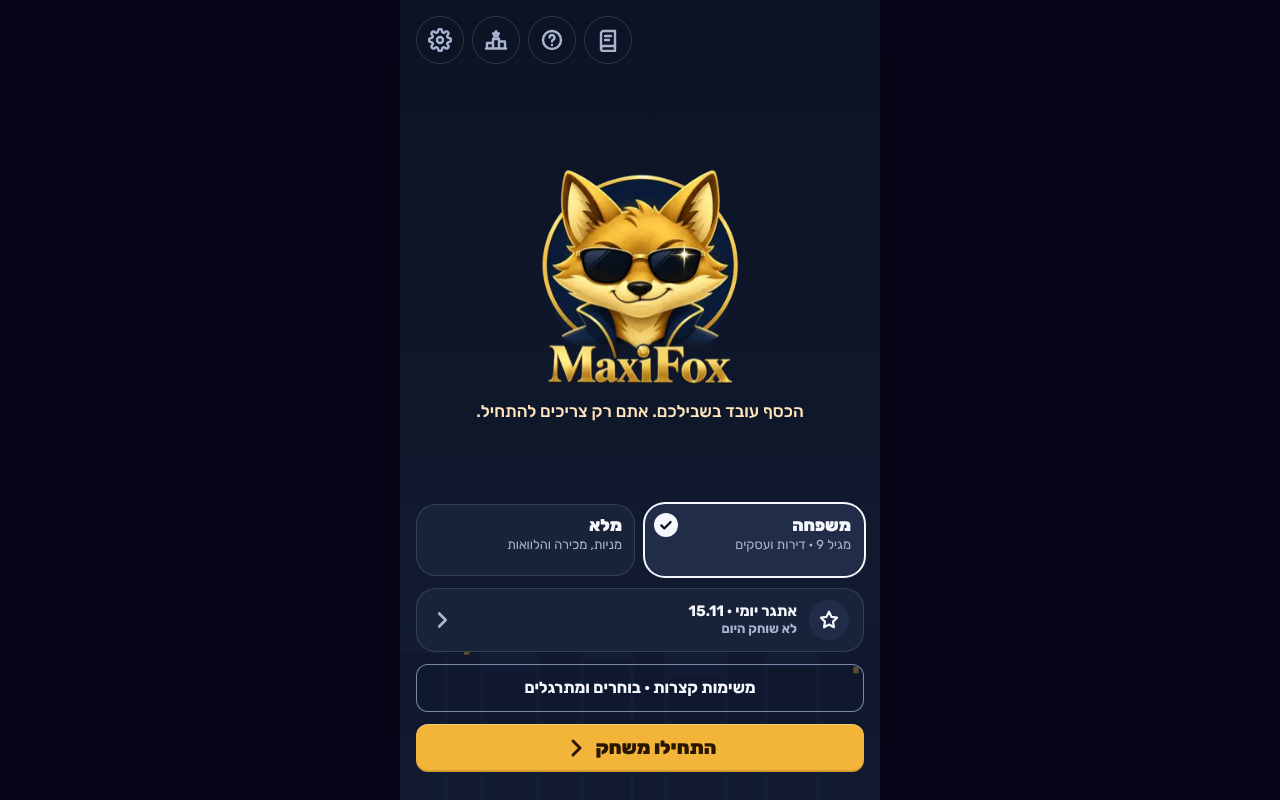 MaxiFox
הכסף עובד בשבילכם. אתם רק צריכים להתחיל.
משפחה
מגיל 9 • דירות ועסקים
מלא
מניות, מכירה והלוואות
אתגר יומי • 15.11
לא שוחק היום
משימות קצרות • בוחרים ומתרגלים
התחילו משחק